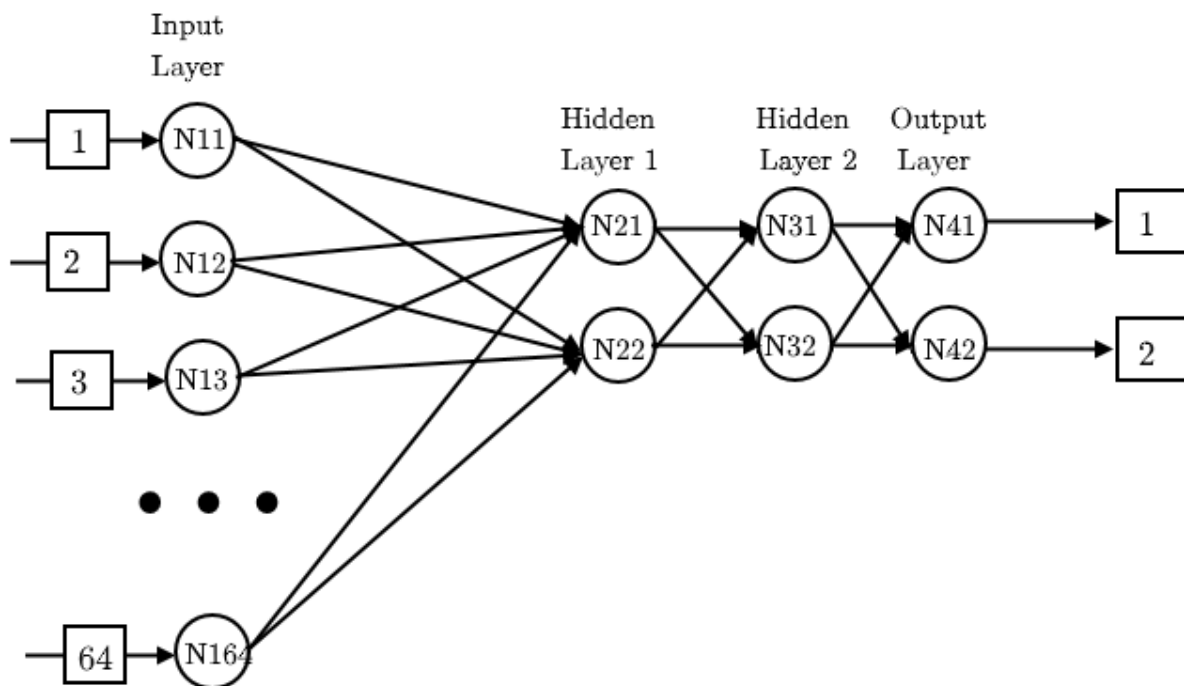 Input
Layer
1
N11
Hidden
Layer 1
Hidden
Layer 2
Output
Layer
2
N12
N21
N31
N41
1
3
N13
N22
N32
N42
2
64
N164